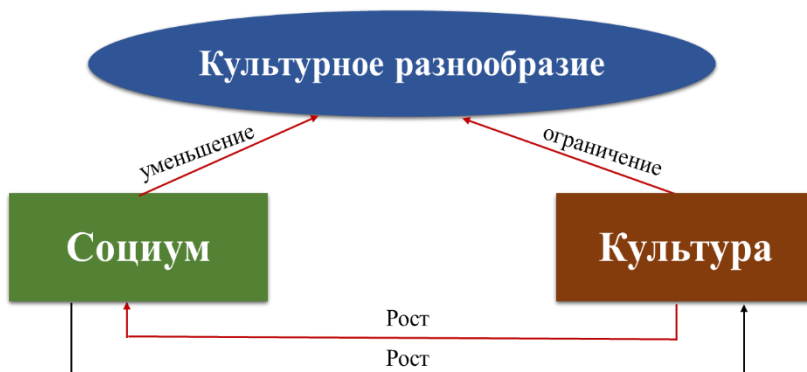 Культурное разнообразие
уменьшение
ограничение
Социум
Культура
Рост
Рост